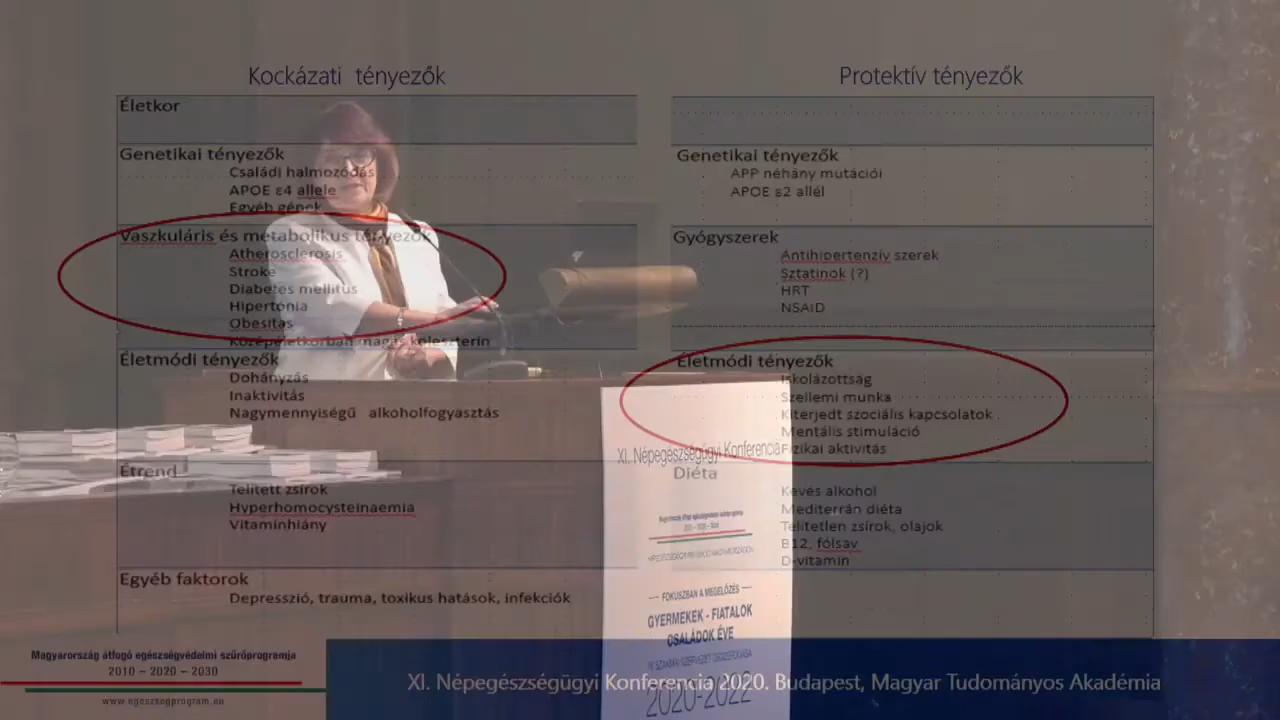 Kockázati tényezők
Életkor
Genetikai tényezők
Családi halmozódás
APOE ε4 allele
Egyéb gének
Vaszkuláris és metabolikus tényezők
Atherosclerosis
Stroke
Diabetes mellitus
Hipertónia
Obesitas
Középéletkorban magas koleszterin
Életmódi tényezők
Dohányzás
Inaktivitás
Nagymennyiségű alkoholfogyasztás
Étrend
Telített zsírok
Hyperhomocysteinaemia
Vitaminhiány
Egyéb faktorok
Depresszió, trauma, toxikus hatások, infekciók
Protektív tényezők
Genetikai tényezők
APP néhány mutációi
APOE ε2 allél
Gyógyszerek
Antihipertenzív szerek
Sztatinok (?)
HRT
NSAID
Életmódi tényezők
Iskolázottság
Szellemi munka
Kiterjedt szociális kapcsolatok
Mentális stimuláció
Fizikai aktivitás
Diéta
Kevés alkohol
Mediterrán diéta
Telítetlen zsírok, olajok
B12, fólsav
D-vitamin
XI. Népegészségügyi Konferencia
— FÓKUSZBAN A MEGELŐZÉS —
GYERMEKEK - FIATALOK
CSALÁDOK ÉVE
2020-2022
Magyarország átfogó egészségvédelmi szűrőprogramja
2010 – 2020 – 2030
www.egeszsegprogram.eu
XI. Népegészségügyi Konferencia 2020. Budapest, Magyar Tudományos Akadémia